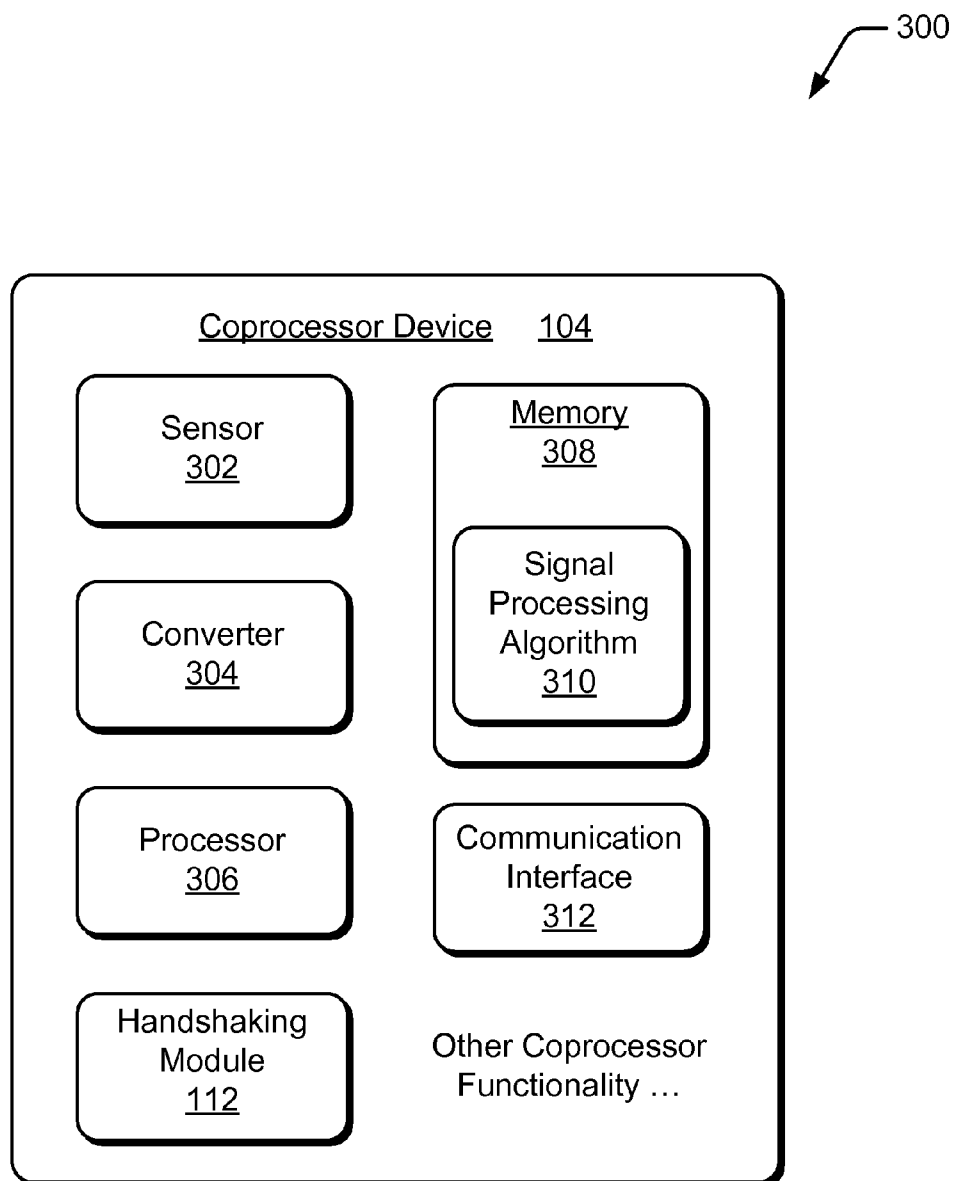 300
Coprocessor Device 104
Sensor
302
Converter
304
Processor
306
Handshaking
Module
112
Memory
308
Signal
Processing
Algorithm
310
Communication
Interface
312
Other Coprocessor
Functionality ...